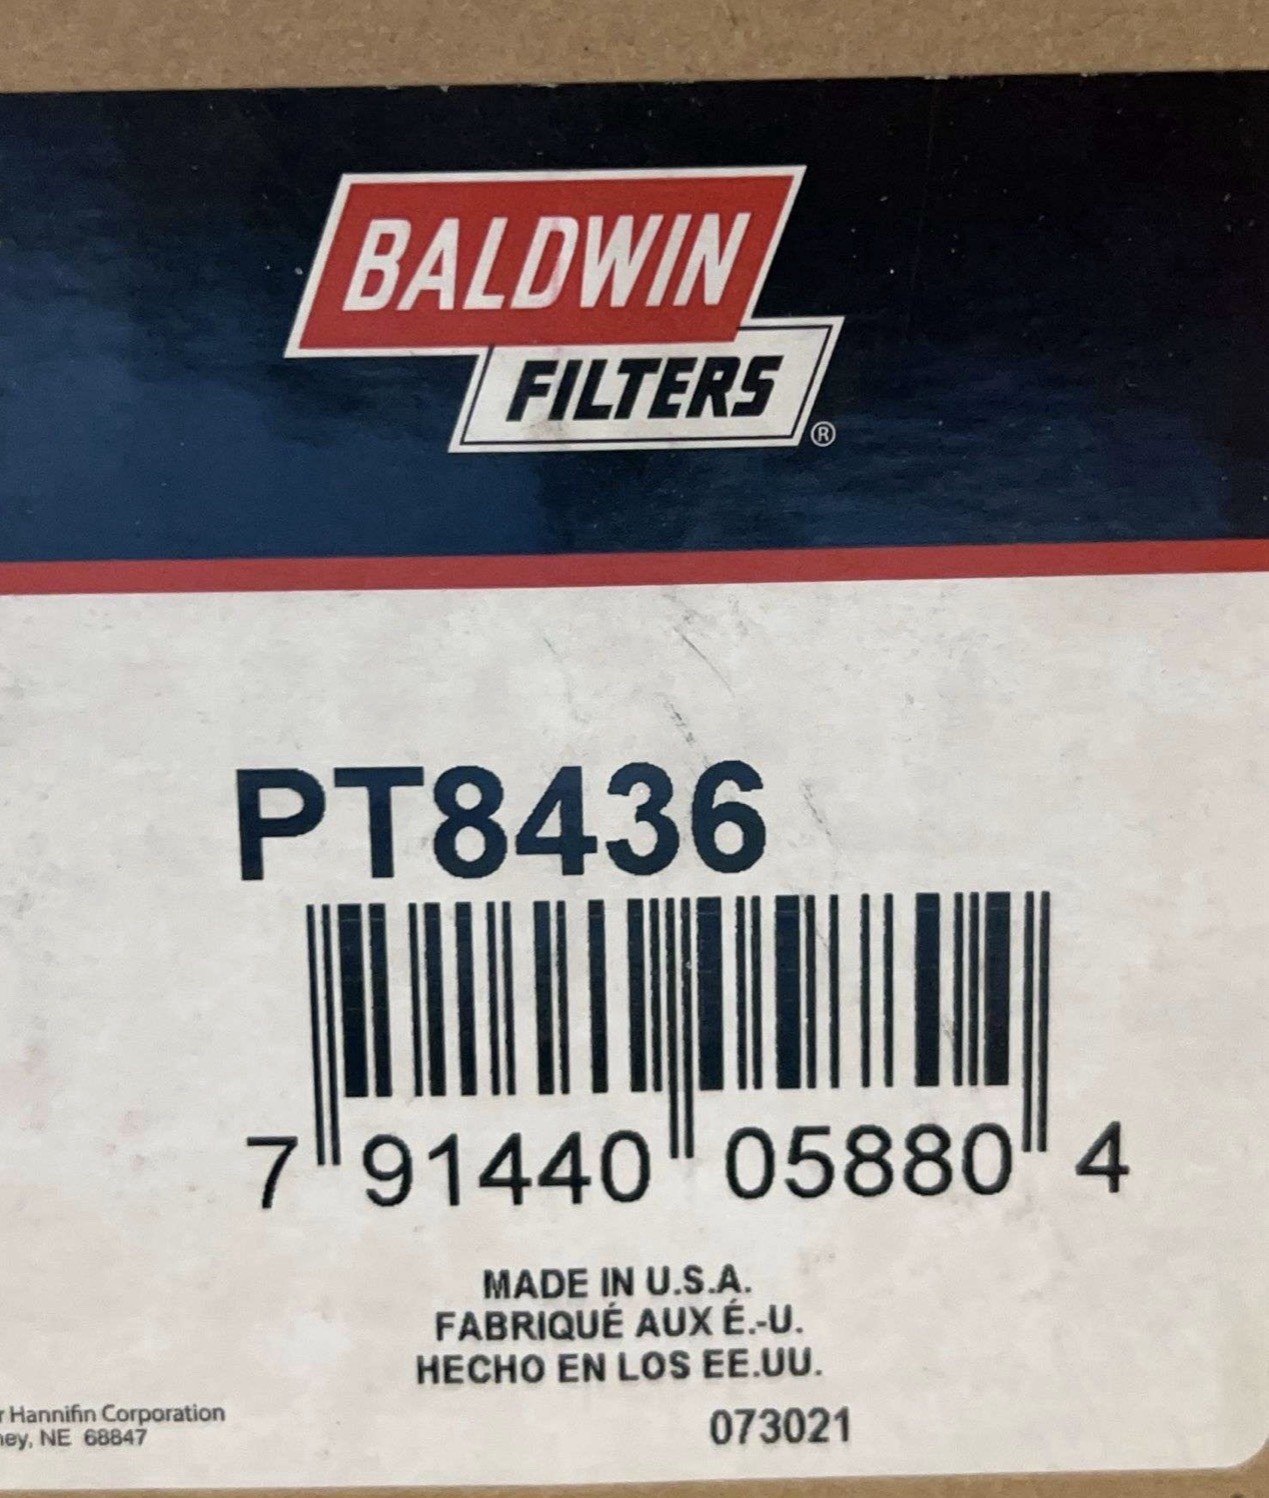 BALDWIN
FILTERS®
PT8436
7 91440 05880 4
MADE IN U.S.A.
FABRIQUÉ AUX É.-U.
HECHO EN LOS EE.UU.
Hannifin Corporation
NE 68847
073021